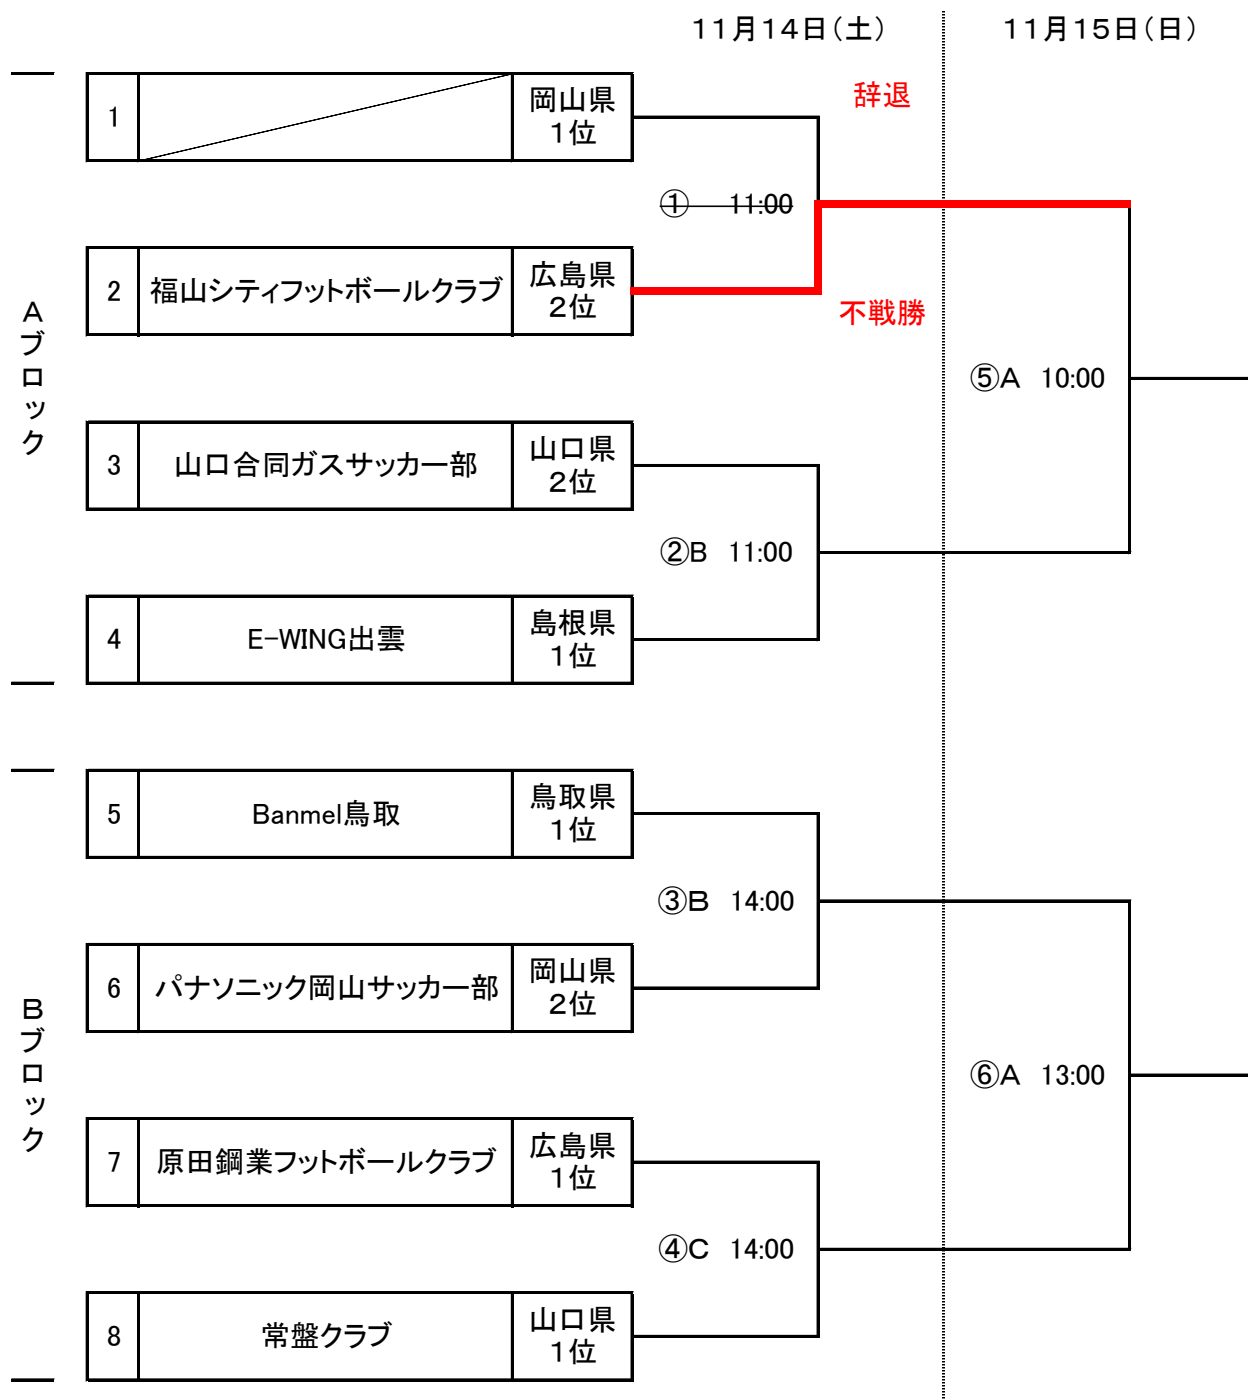 11月14日（土）
11月15日（日）
Aブロック
1
岡山県
1位
辞退
① 11:00
2
福山シティフットボールクラブ
広島県
2位
不戦勝
⑤A 10:00
3
山口合同ガスサッカー部
山口県
2位
②B 11:00
4
E-WING出雲
島根県
1位
Bブロック
5
Banmel鳥取
鳥取県
1位
③B 14:00
6
パナソニック岡山サッカー部
岡山県
2位
⑥A 13:00
7
原田鋼業フットボールクラブ
広島県
1位
④C 14:00
8
常盤クラブ
山口県
1位